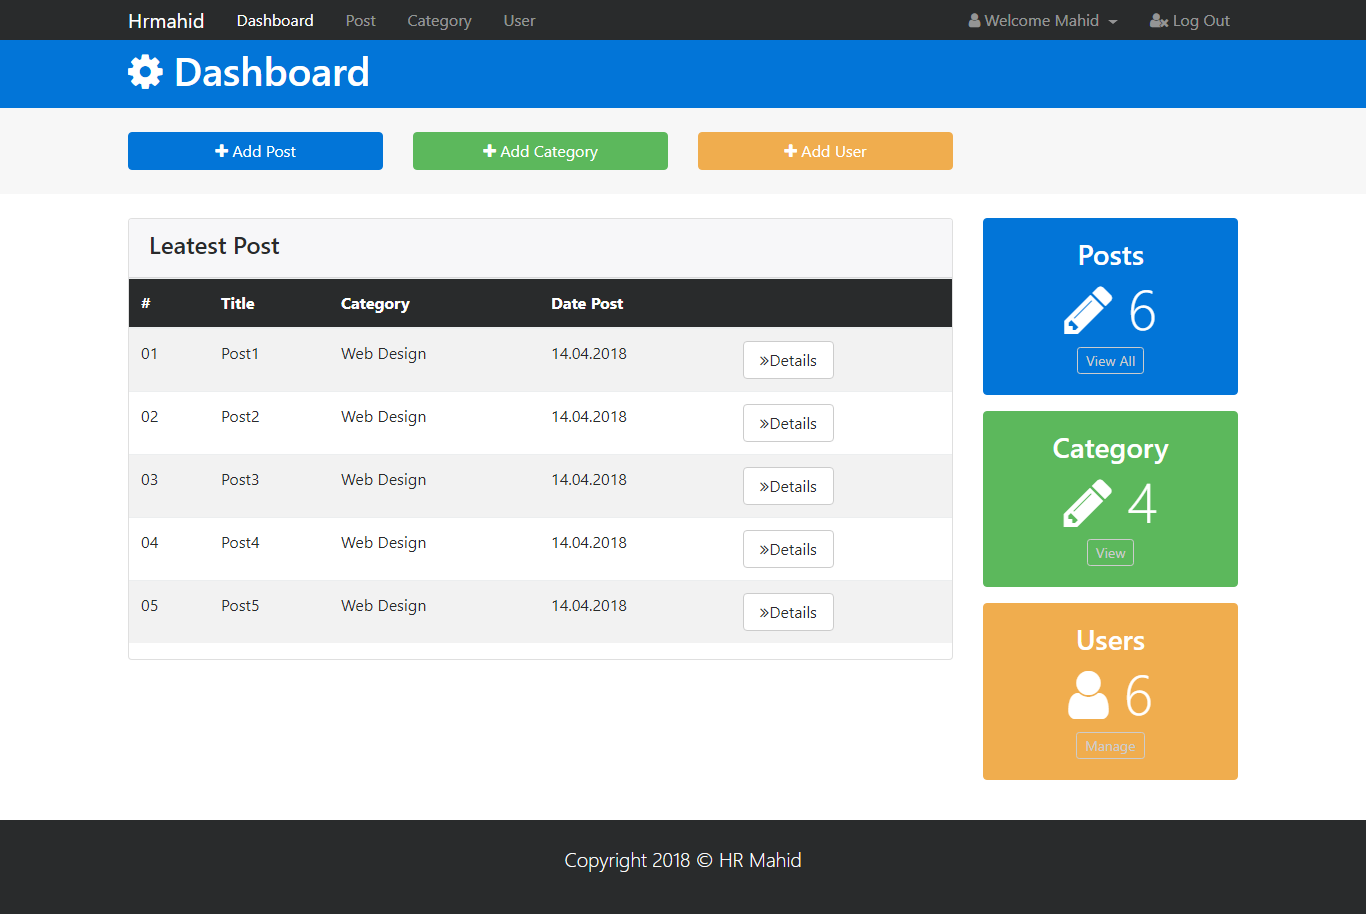 Hrmahid Dashboard Post Category User Welcome Mahid Log Out
Dashboard
Add Post Add Category Add User
Leatest Post
# Title Category Date Post
01 Post1 Web Design 14.04.2018 »Details
02 Post2 Web Design 14.04.2018 »Details
03 Post3 Web Design 14.04.2018 »Details
04 Post4 Web Design 14.04.2018 »Details
05 Post5 Web Design 14.04.2018 »Details
Posts
6
View All
Category
4
View
Users
6
Manage
Copyright 2018 © HR Mahid